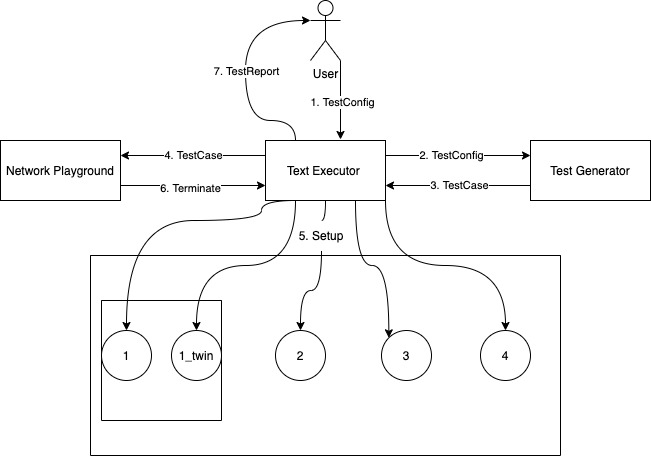 7. TestReport
User
1. TestConfig
4. TestCase
2. TestConfig
Network Playground
Text Executor
Test Generator
6. Terminate
3. TestCase
5. Setup
1
1_twin
2
3
4